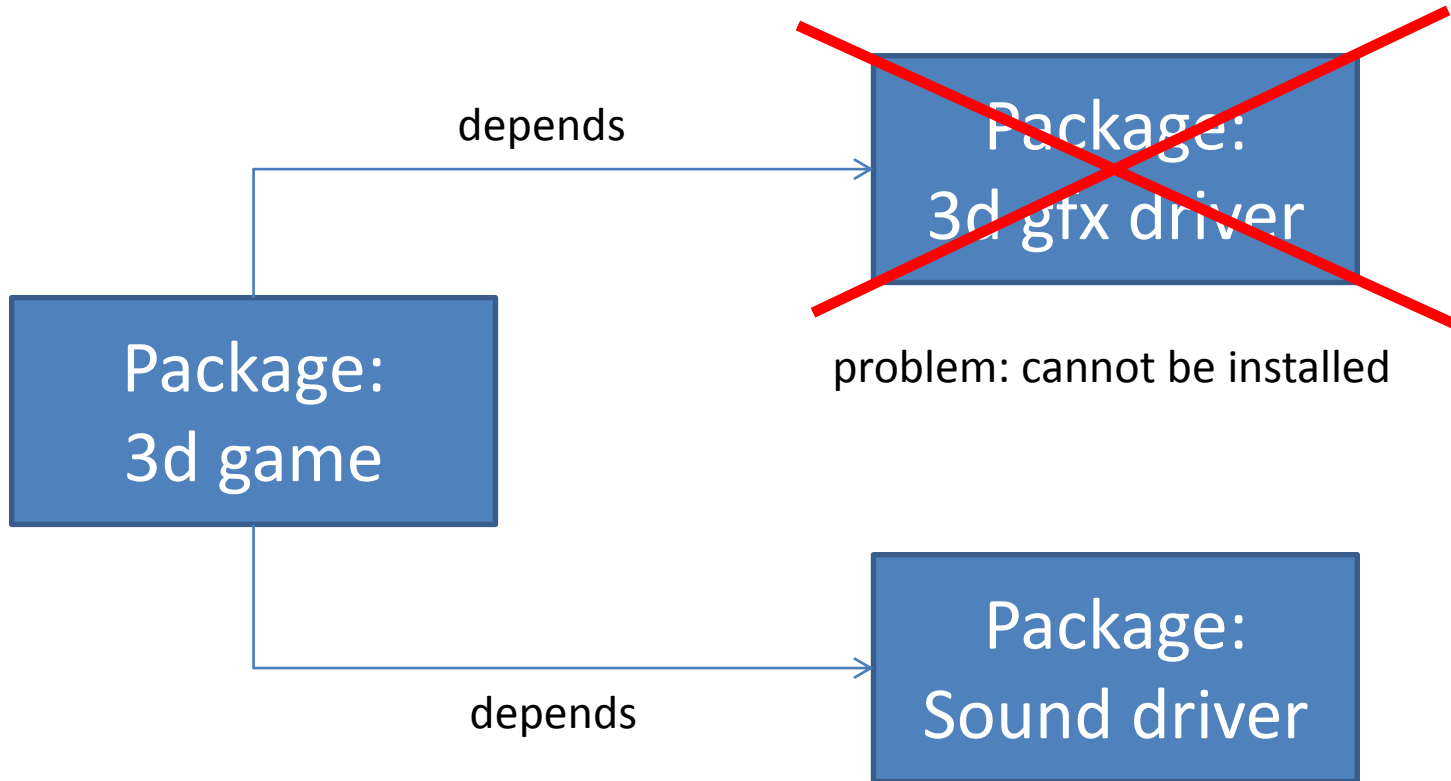 depends
Package:
3d gfx driver
problem: cannot be installed
Package:
3d game
depends
Package:
Sound driver